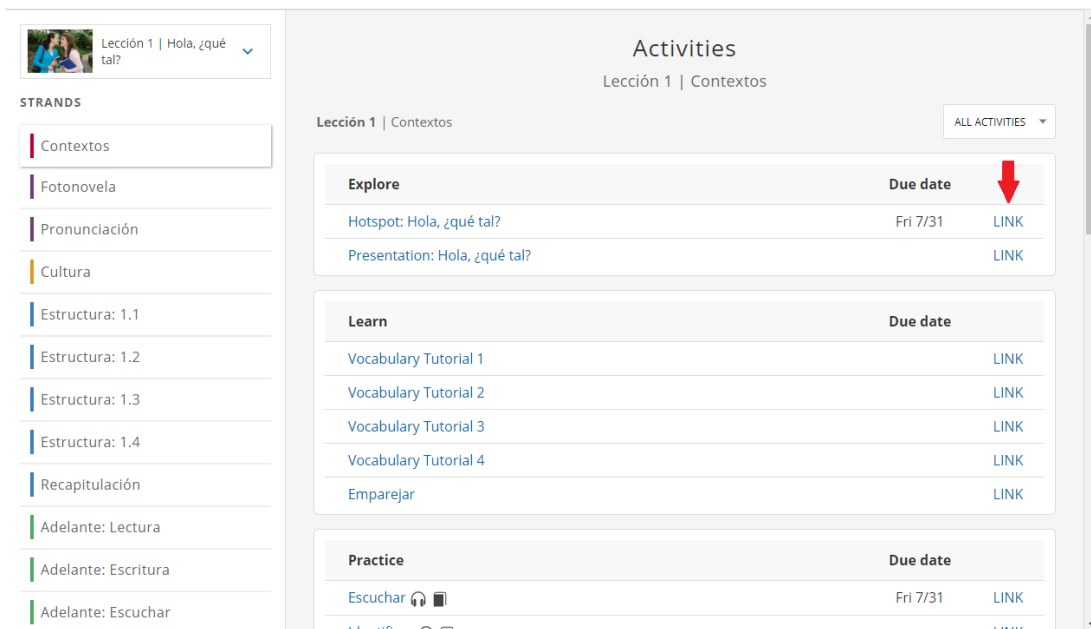 Lección 1 | Hola, ¿qué
tal?
STRANDS
Contextos
Fotonovela
Pronunciación
Cultura
Estructura: 1.1
Estructura: 1.2
Estructura: 1.3
Estructura: 1.4
Recapitulación
Adelante: Lectura
Adelante: Escritura
Adelante: Escuchar
Activities
Lección 1 | Contextos
Lección 1 | Contextos
ALL ACTIVITIES
Explore Due date
Hotspot: Hola, ¿qué tal? Fri 7/31 LINK
Presentation: Hola, ¿qué tal? LINK
Learn Due date
Vocabulary Tutorial 1 LINK
Vocabulary Tutorial 2 LINK
Vocabulary Tutorial 3 LINK
Vocabulary Tutorial 4 LINK
Emparejar LINK
Practice Due date
Escuchar Fri 7/31 LINK